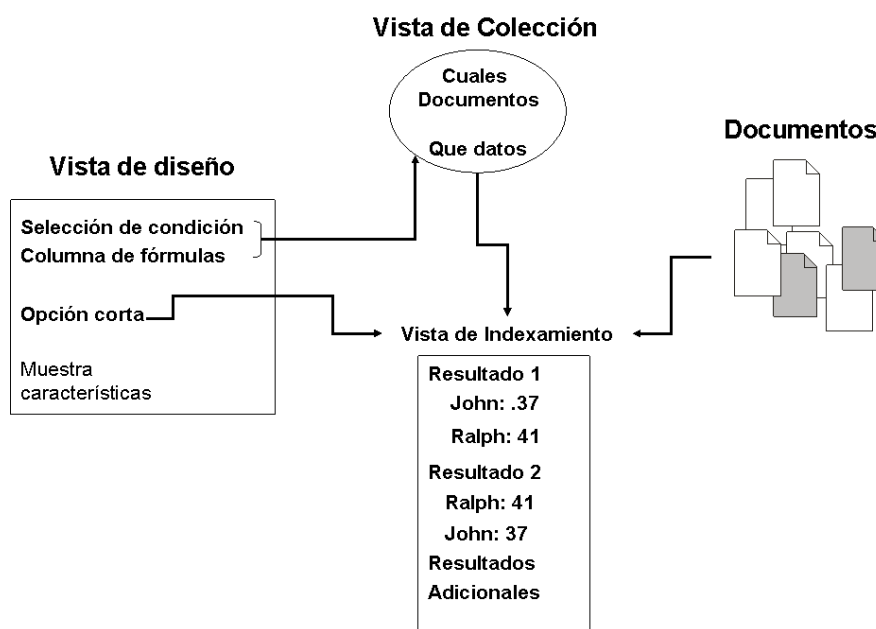 Vista de Colección
Cuales
Documentos
Que datos
Documentos
Vista de diseño
Selección de condición
Columna de fórmulas
Opción corta
Muestra
características
Vista de Indexamiento
Resultado 1
John: .37
Ralph: 41
Resultado 2
Ralph: 41
John: 37
Resultados
Adicionales